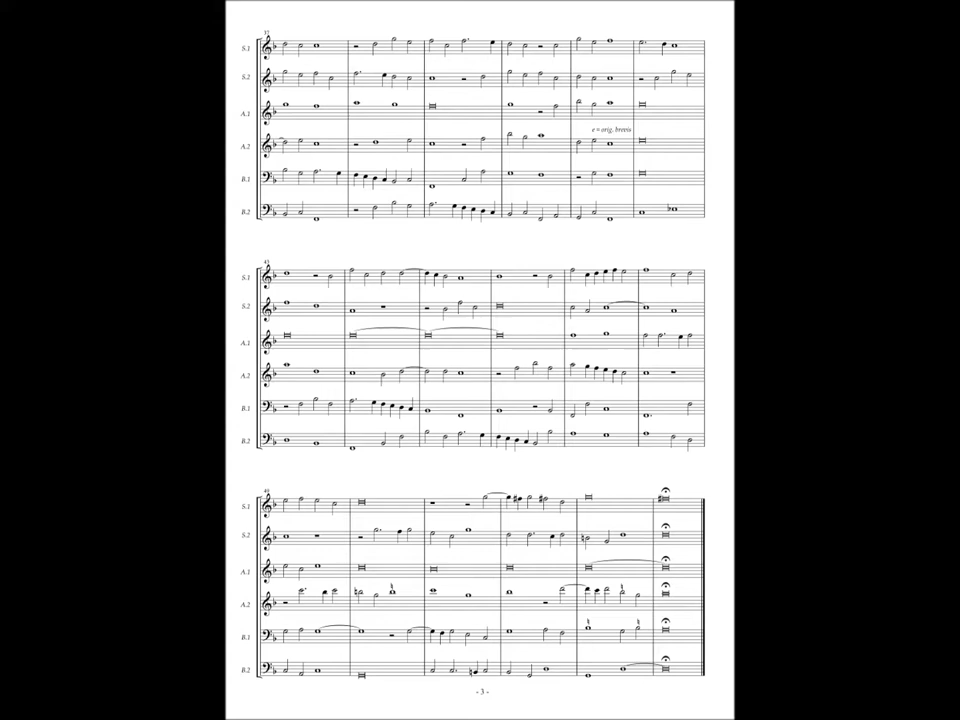 37
S.1
S.2
A.1
e = orig. brevis
A.2
B.1
B.2
43
S.1
S.2
A.1
A.2
B.1
B.2
49
S.1
S.2
A.1
A.2
B.1
B.2
- 3 -